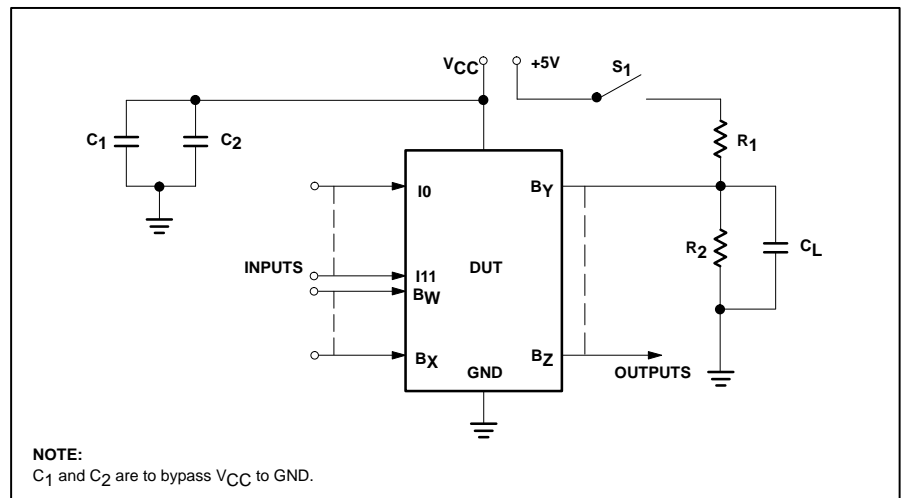 VCC +5V S1
C1 C2 R1
I0 BY
INPUTS I11 DUT R2 CL
BW
BX GND BZ
OUTPUTS
NOTE:
C1 and C2 are to bypass VCC to GND.